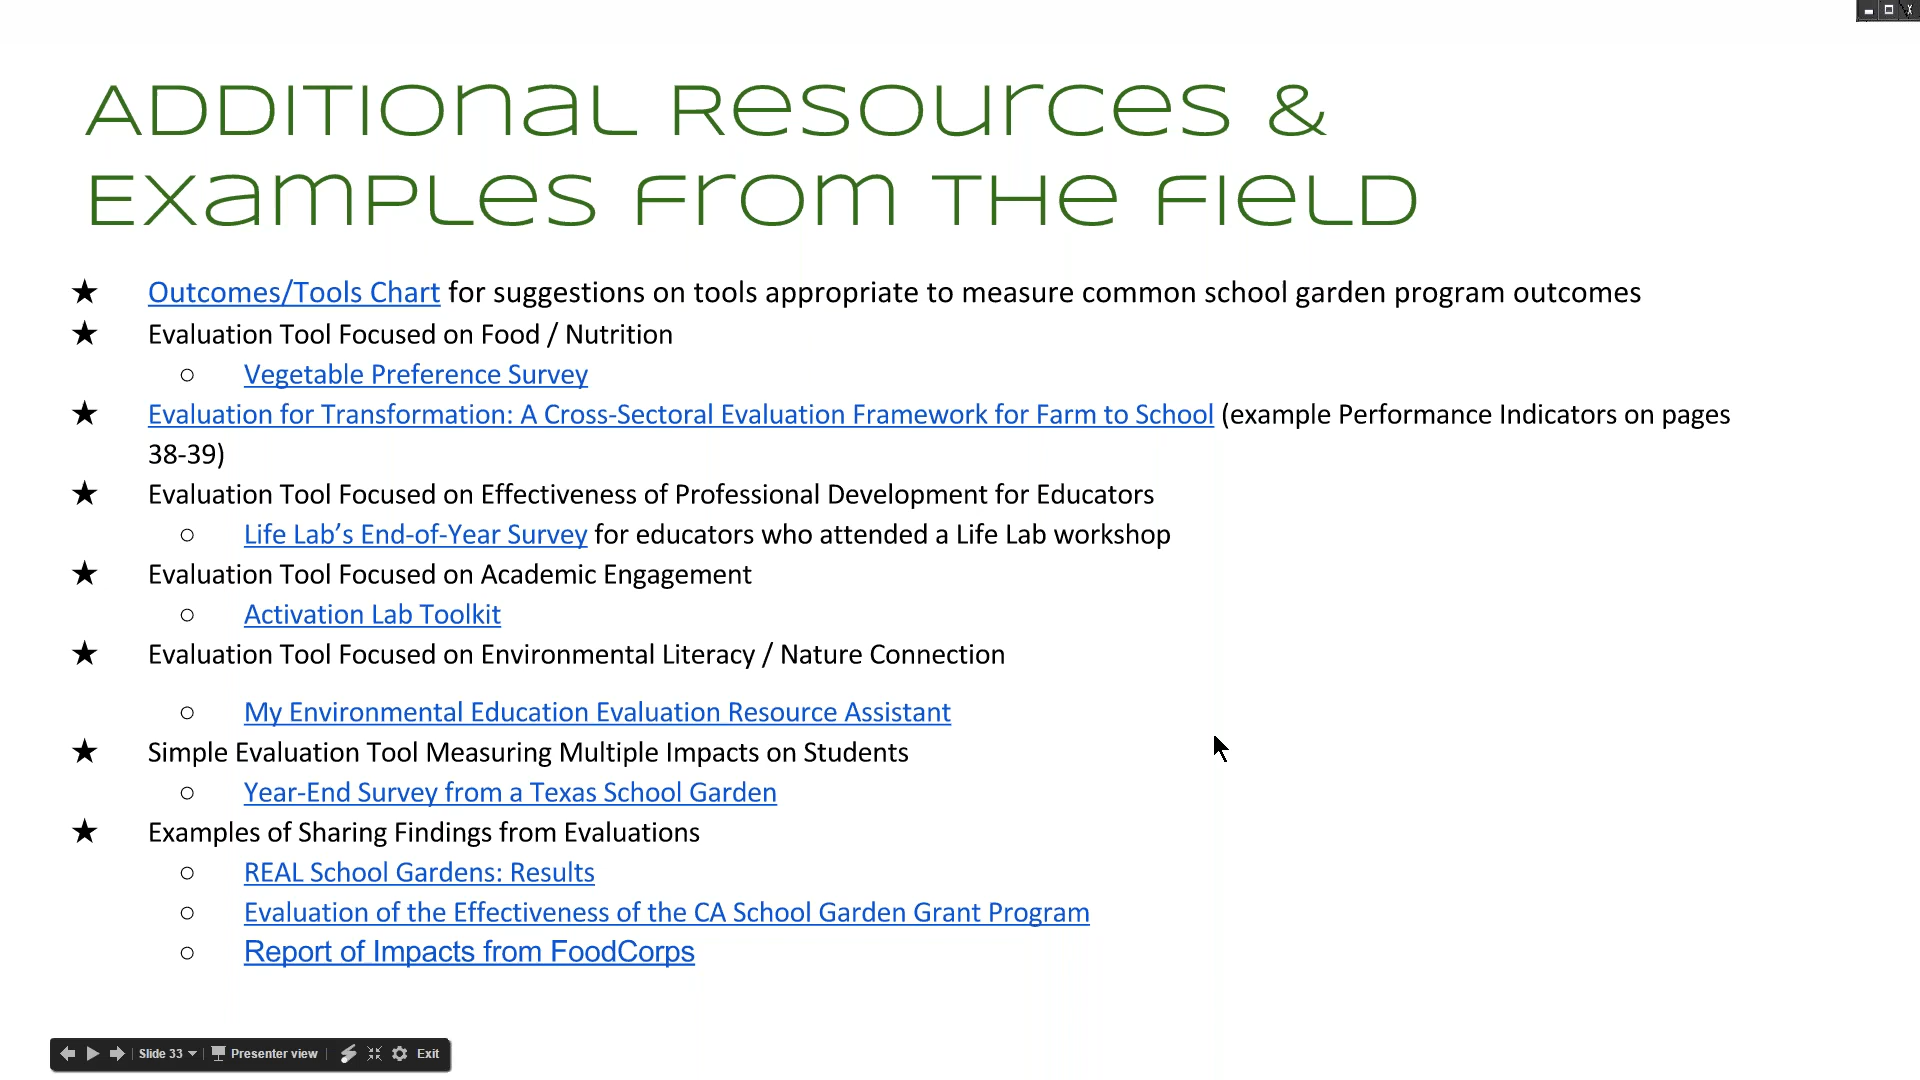 Additional Resources &
Examples from the Field
★ Outcomes/Tools Chart for suggestions on tools appropriate to measure common school garden program outcomes
★ Evaluation Tool Focused on Food / Nutrition
○ Vegetable Preference Survey
★ Evaluation for Transformation: A Cross-Sectoral Evaluation Framework for Farm to School (example Performance Indicators on pages
38-39)
★ Evaluation Tool Focused on Effectiveness of Professional Development for Educators
○ Life Lab’s End-of-Year Survey for educators who attended a Life Lab workshop
★ Evaluation Tool Focused on Academic Engagement
○ Activation Lab Toolkit
★ Evaluation Tool Focused on Environmental Literacy / Nature Connection
○ My Environmental Education Evaluation Resource Assistant
★ Simple Evaluation Tool Measuring Multiple Impacts on Students
○ Year-End Survey from a Texas School Garden
★ Examples of Sharing Findings from Evaluations
○ REAL School Gardens: Results
○ Evaluation of the Effectiveness of the CA School Garden Grant Program
○ Report of Impacts from FoodCorps
Slide 33 Presenter view Exit